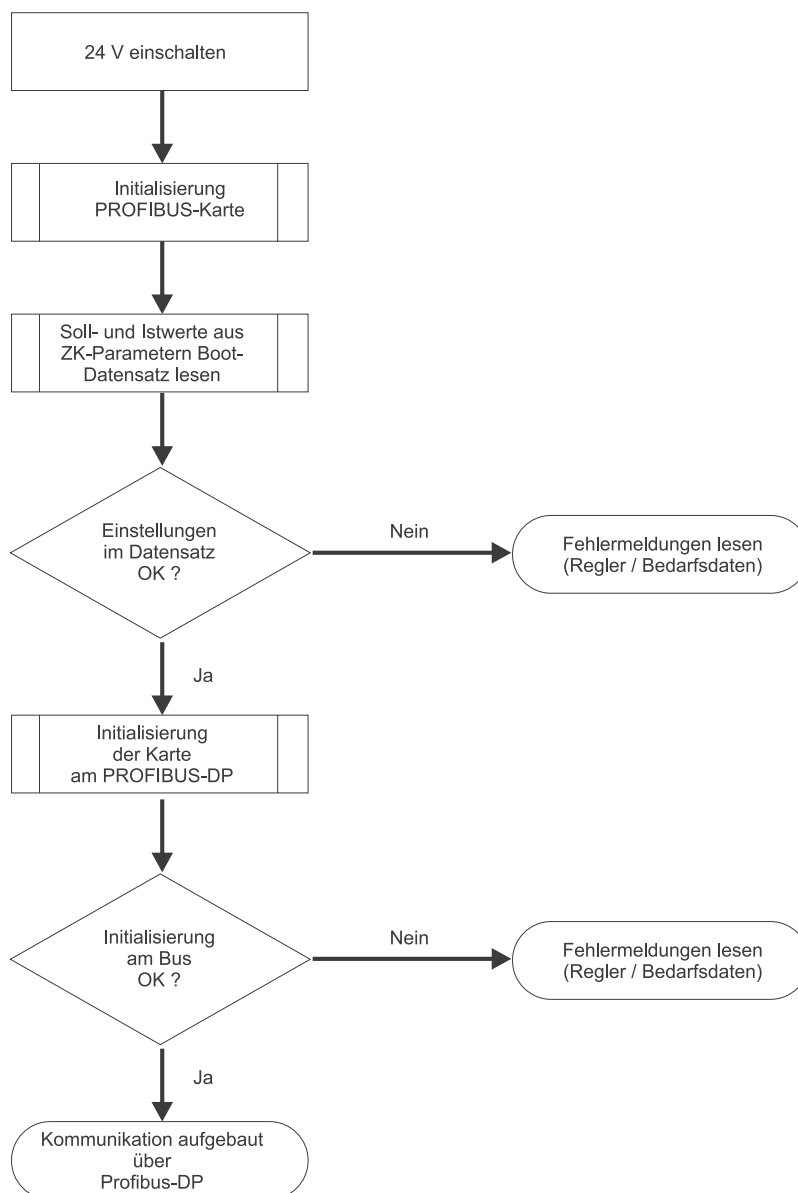 24 V einschalten
Initialisierung
PROFIBUS-Karte
Soll- und Istwerte aus
ZK-Parametern Boot-
Datensatz lesen
Einstellungen
im Datensatz
OK ?
Nein
Fehlermeldungen lesen
(Regler / Bedarfsdaten)
Ja
Initialisierung
der Karte
am PROFIBUS-DP
Initialisierung
am Bus
OK ?
Nein
Fehlermeldungen lesen
(Regler / Bedarfsdaten)
Ja
Kommunikation aufgebaut
über
Profibus-DP